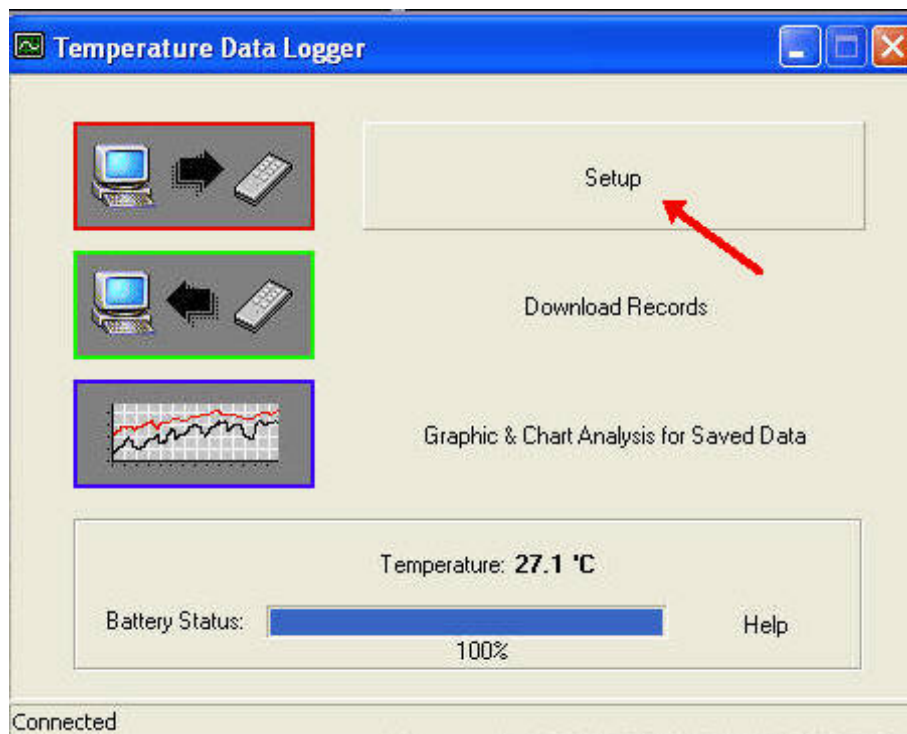 Temperature Data Logger
Setup
Download Records
Graphic & Chart Analysis for Saved Data
Temperature: 27.1 'C
Battery Status:
Help
100%
Connected